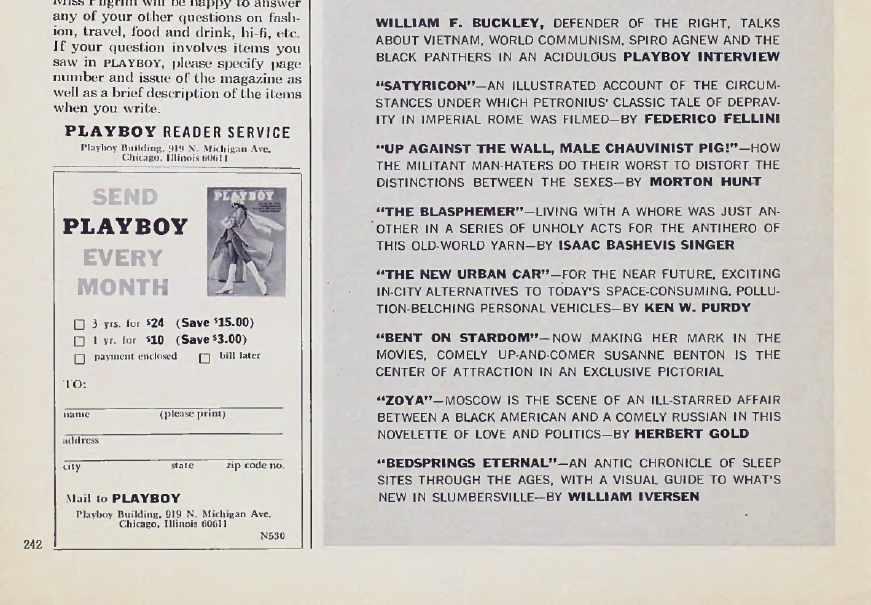 Miss Pilgrim will be happy to answer
any of your other questions on fash-
ion, travel, food and drink, hi-fi, etc.
If your question involves items you
saw in PLAYBOY, please specify page
number and issue of the magazine as
well as a brief description of the items
when you write.
PLAYBOY READER SERVICE
Playboy Building, 919 N. Michigan Ave.
Chicago, Illinois 60611
SEND
PLAYBOY
EVERY
MONTH
PLAYBOY
3 yrs. for $24 (Save $15.00)
1 yr. for $10 (Save $3.00)
payment enclosed bill later
TO:
name (please print)
address
city state zip code no.
Mail to PLAYBOY
Playboy Building, 919 N. Michigan Ave.
Chicago, Illinois 60611
N530
242
WILLIAM F. BUCKLEY, DEFENDER OF THE RIGHT, TALKS
ABOUT VIETNAM, WORLD COMMUNISM, SPIRO AGNEW AND THE
BLACK PANTHERS IN AN ACIDULOUS PLAYBOY INTERVIEW
"SATYRICON"—AN ILLUSTRATED ACCOUNT OF THE CIRCUM-
STANCES UNDER WHICH PETRONIUS' CLASSIC TALE OF DEPRAV-
ITY IN IMPERIAL ROME WAS FILMED—BY FEDERICO FELLINI
"UP AGAINST THE WALL, MALE CHAUVINIST PIG!"—HOW
THE MILITANT MAN-HATERS DO THEIR WORST TO DISTORT THE
DISTINCTIONS BETWEEN THE SEXES—BY MORTON HUNT
"THE BLASPHEMER"—LIVING WITH A WHORE WAS JUST AN-
OTHER IN A SERIES OF UNHOLY ACTS FOR THE ANTIHERO OF
THIS OLD-WORLD YARN—BY ISAAC BASHEVIS SINGER
"THE NEW URBAN CAR"—FOR THE NEAR FUTURE, EXCITING
IN-CITY ALTERNATIVES TO TODAY'S SPACE-CONSUMING, POLLU-
TION-BELCHING PERSONAL VEHICLES—BY KEN W. PURDY
"BENT ON STARDOM"—NOW MAKING HER MARK IN THE
MOVIES, COMELY UP-AND-COMER SUSANNE BENTON IS THE
CENTER OF ATTRACTION IN AN EXCLUSIVE PICTORIAL
"ZOYA"—MOSCOW IS THE SCENE OF AN ILL-STARRED AFFAIR
BETWEEN A BLACK AMERICAN AND A COMELY RUSSIAN IN THIS
NOVELETTE OF LOVE AND POLITICS—BY HERBERT GOLD
"BEDSPRINGS ETERNAL"—AN ANTIC CHRONICLE OF SLEEP
SITES THROUGH THE AGES, WITH A VISUAL GUIDE TO WHAT'S
NEW IN SLUMBERSVILLE—BY WILLIAM IVERSEN